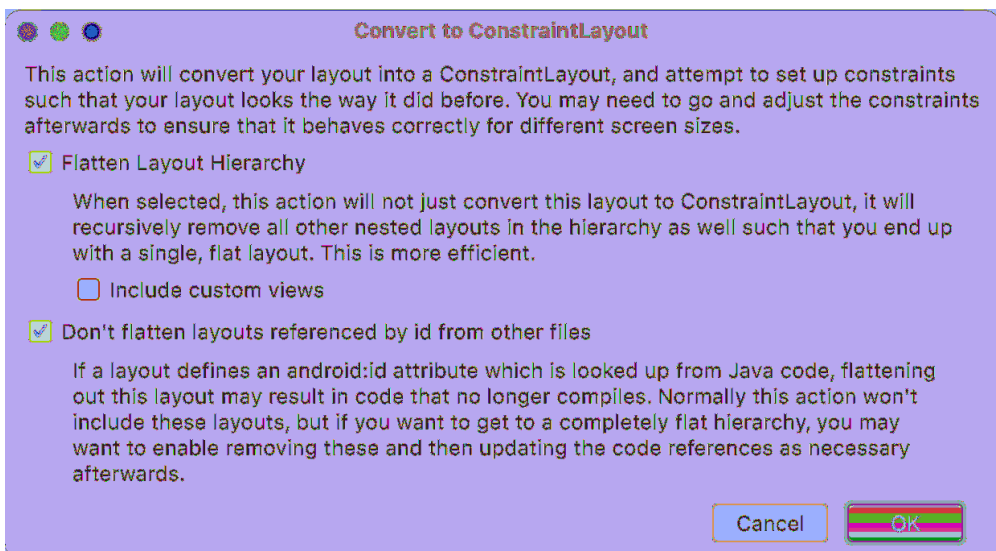 Convert to ConstraintLayout
This action will convert your layout into a ConstraintLayout, and attempt to set up constraints
such that your layout looks the way it did before. You may need to go and adjust the constraints
afterwards to ensure that it behaves correctly for different screen sizes.
Flatten Layout Hierarchy
When selected, this action will not just convert this layout to ConstraintLayout, it will
recursively remove all other nested layouts in the hierarchy as well such that you end up
with a single, flat layout. This is more efficient.
Include custom views
Don't flatten layouts referenced by id from other files
If a layout defines an android:id attribute which is looked up from Java code, flattening
out this layout may result in code that no longer compiles. Normally this action won't
include these layouts, but if you want to get to a completely flat hierarchy, you may
want to enable removing these and then updating the code references as necessary
afterwards.
Cancel
OK